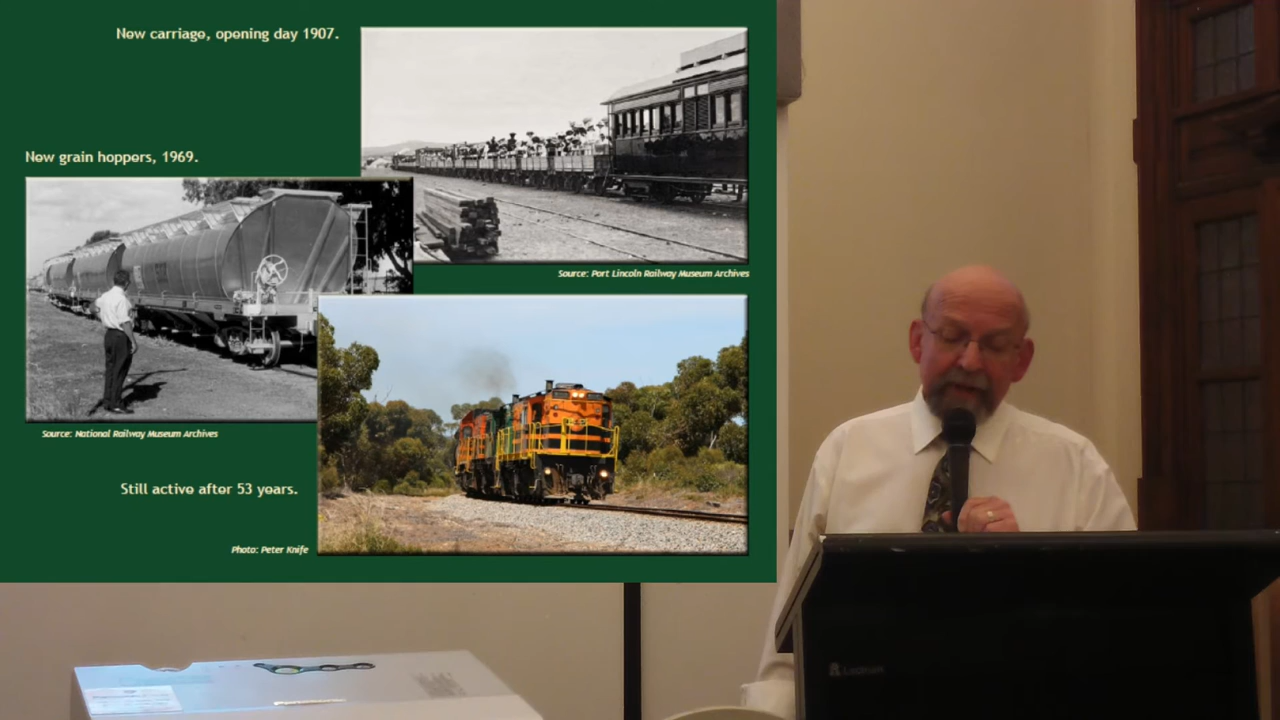 New carriage, opening day 1907.
New grain hoppers, 1969.
Source: Port Lincoln Railway Museum Archives
Source: National Railway Museum Archives
Still active after 53 years.
Photo: Peter Knife